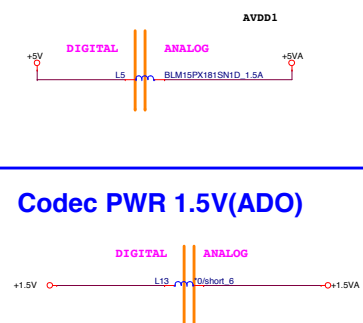 AVDD1
DIGITAL ANALOG
+5V +5VA
L5 BLM15PX181SN1D_1.5A
Codec PWR 1.5V(ADO)
DIGITAL ANALOG
+1.5V L13 *0/short_6 +1.5VA